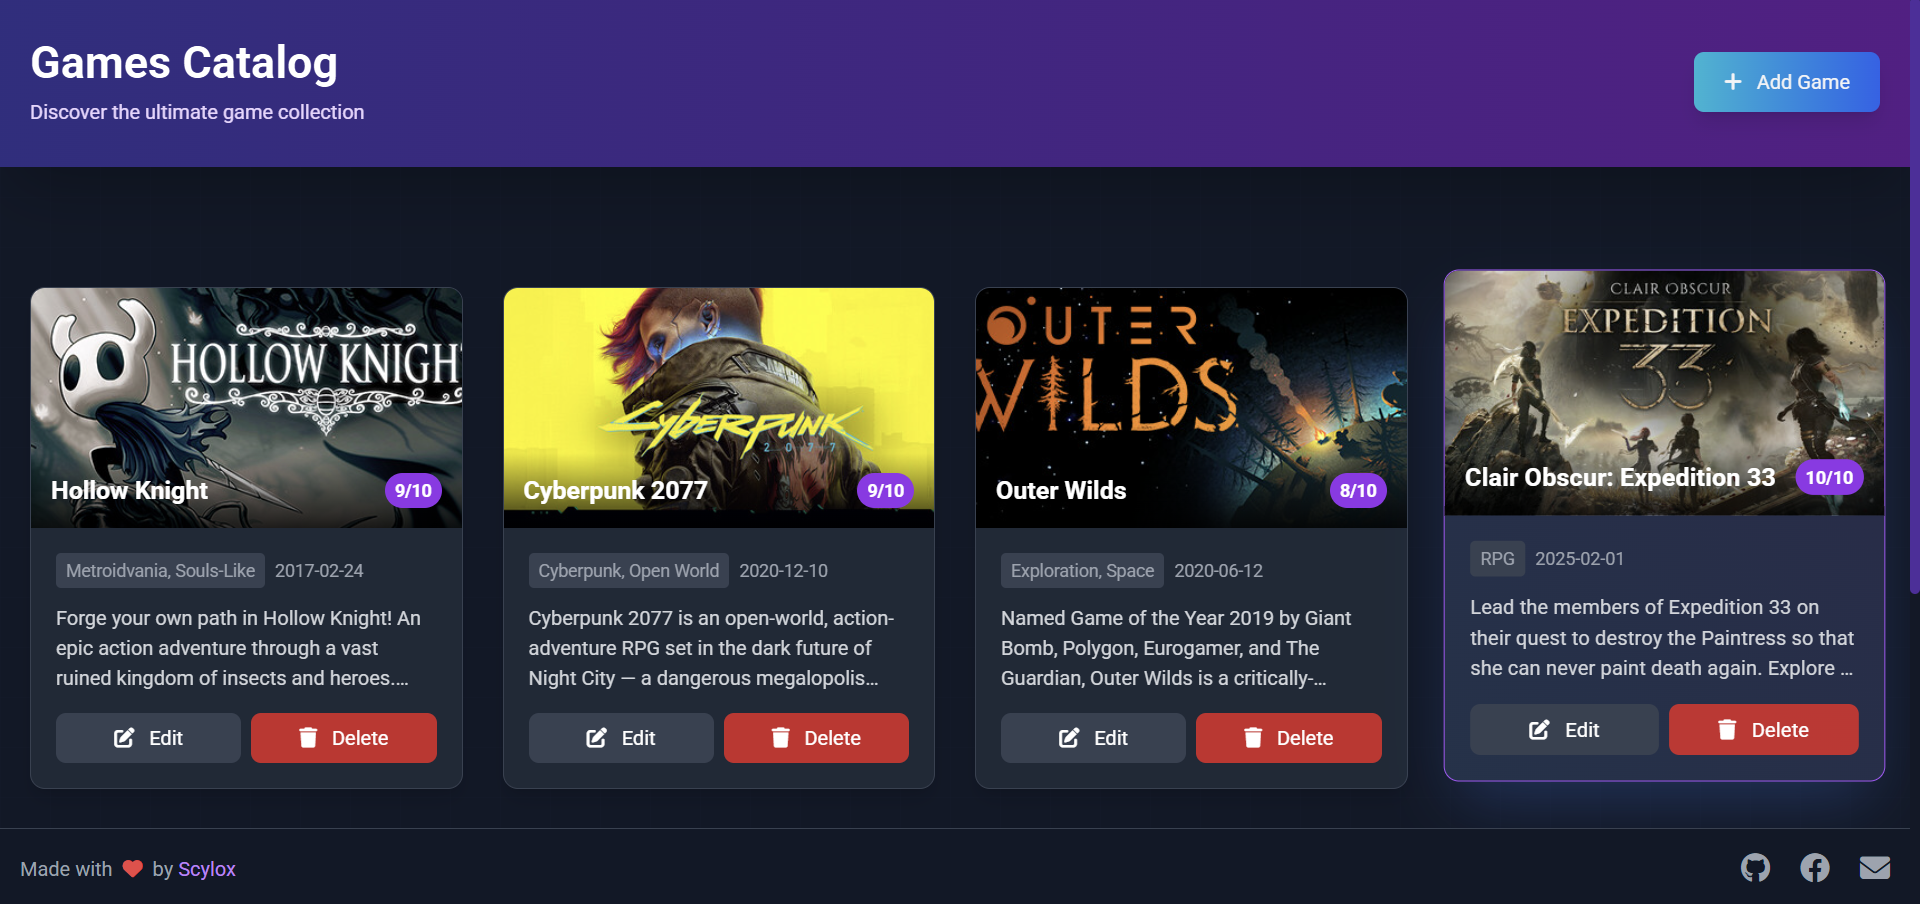 Games Catalog
Discover the ultimate game collection
Add Game
HOLLOW KNIGH
Hollow Knight
9/10
Metroidvania, Souls-Like
2017-02-24
Forge your own path in Hollow Knight! An
epic action adventure through a vast
ruined kingdom of insects and heroes....
Edit
Delete
Cyberpunk
2077
Cyberpunk 2077
9/10
Cyberpunk, Open World
2020-12-10
Cyberpunk 2077 is an open-world, action-
adventure RPG set in the dark future of
Night City — a dangerous megalopolis...
Edit
Delete
OUTER
WILDS
Outer Wilds
8/10
Exploration, Space
2020-06-12
Named Game of the Year 2019 by Giant
Bomb, Polygon, Eurogamer, and The
Guardian, Outer Wilds is a critically-...
Edit
Delete
CLAIR OBSCUR
EXPEDITION
33
Clair Obscur: Expedition 33
10/10
RPG
2025-02-01
Lead the members of Expedition 33 on
their quest to destroy the Paintress so that
she can never paint death again. Explore ...
Edit
Delete
Made with
by Scylox